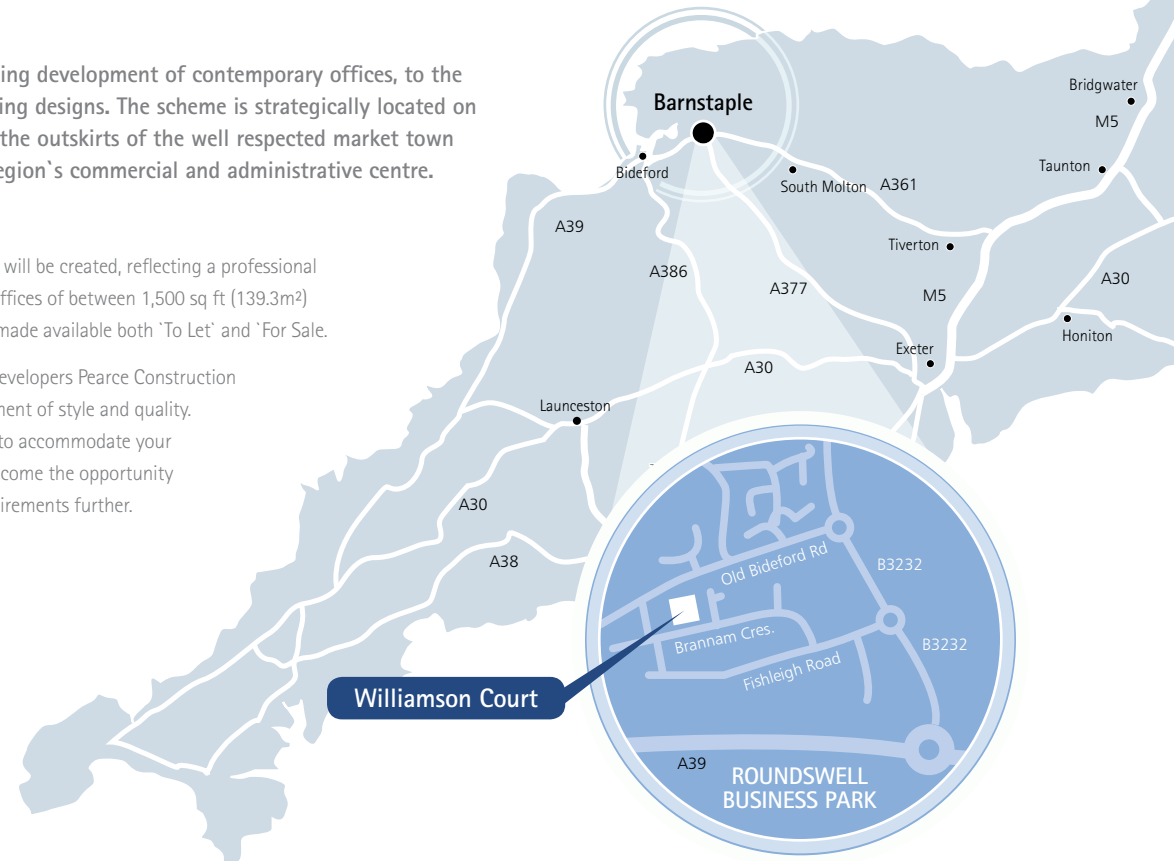 ing development of contemporary offices, to the
ing designs. The scheme is strategically located on
the outskirts of the well respected market town
egion`s commercial and administrative centre.
will be created, reflecting a professional
ffices of between 1,500 sq ft (139.3m²)
made available both `To Let` and `For Sale.
evelopers Pearce Construction
ment of style and quality.
to accommodate your
come the opportunity
irements further.
Barnstaple
Bideford
South Molton
A361
Bridgwater
M5
Taunton
Tiverton
A39
A386
A377
M5
A30
Honiton
Exeter
A30
Launceston
A30
A38
Old Bideford Rd
B3232
Brannam Cres.
B3232
Fishleigh Road
Williamson Court
A39
ROUNDSWELL
BUSINESS PARK